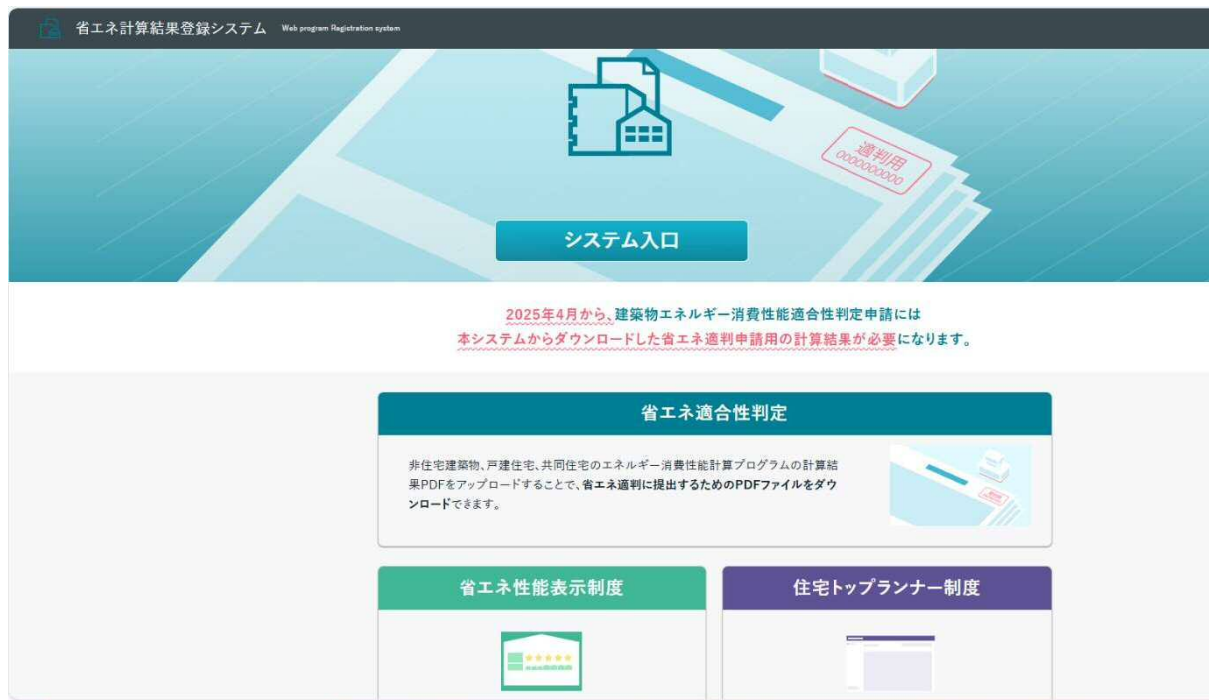 省エネ計算結果登録システム Web program Registration system
適判用
0000000000
システム入口
2025年4月から、建築物エネルギー消費性能適合性判定申請には
本システムからダウンロードした省エネ適判申請用の計算結果が必要になります。
省エネ適合性判定
非住宅建築物、戸建住宅、共同住宅のエネルギー消費性能計算プログラムの計算結
果PDFをアップロードすることで、省エネ適判に提出するためのPDFファイルをダウ
ンロードできます。
省エネ性能表示制度
住宅トップランナー制度